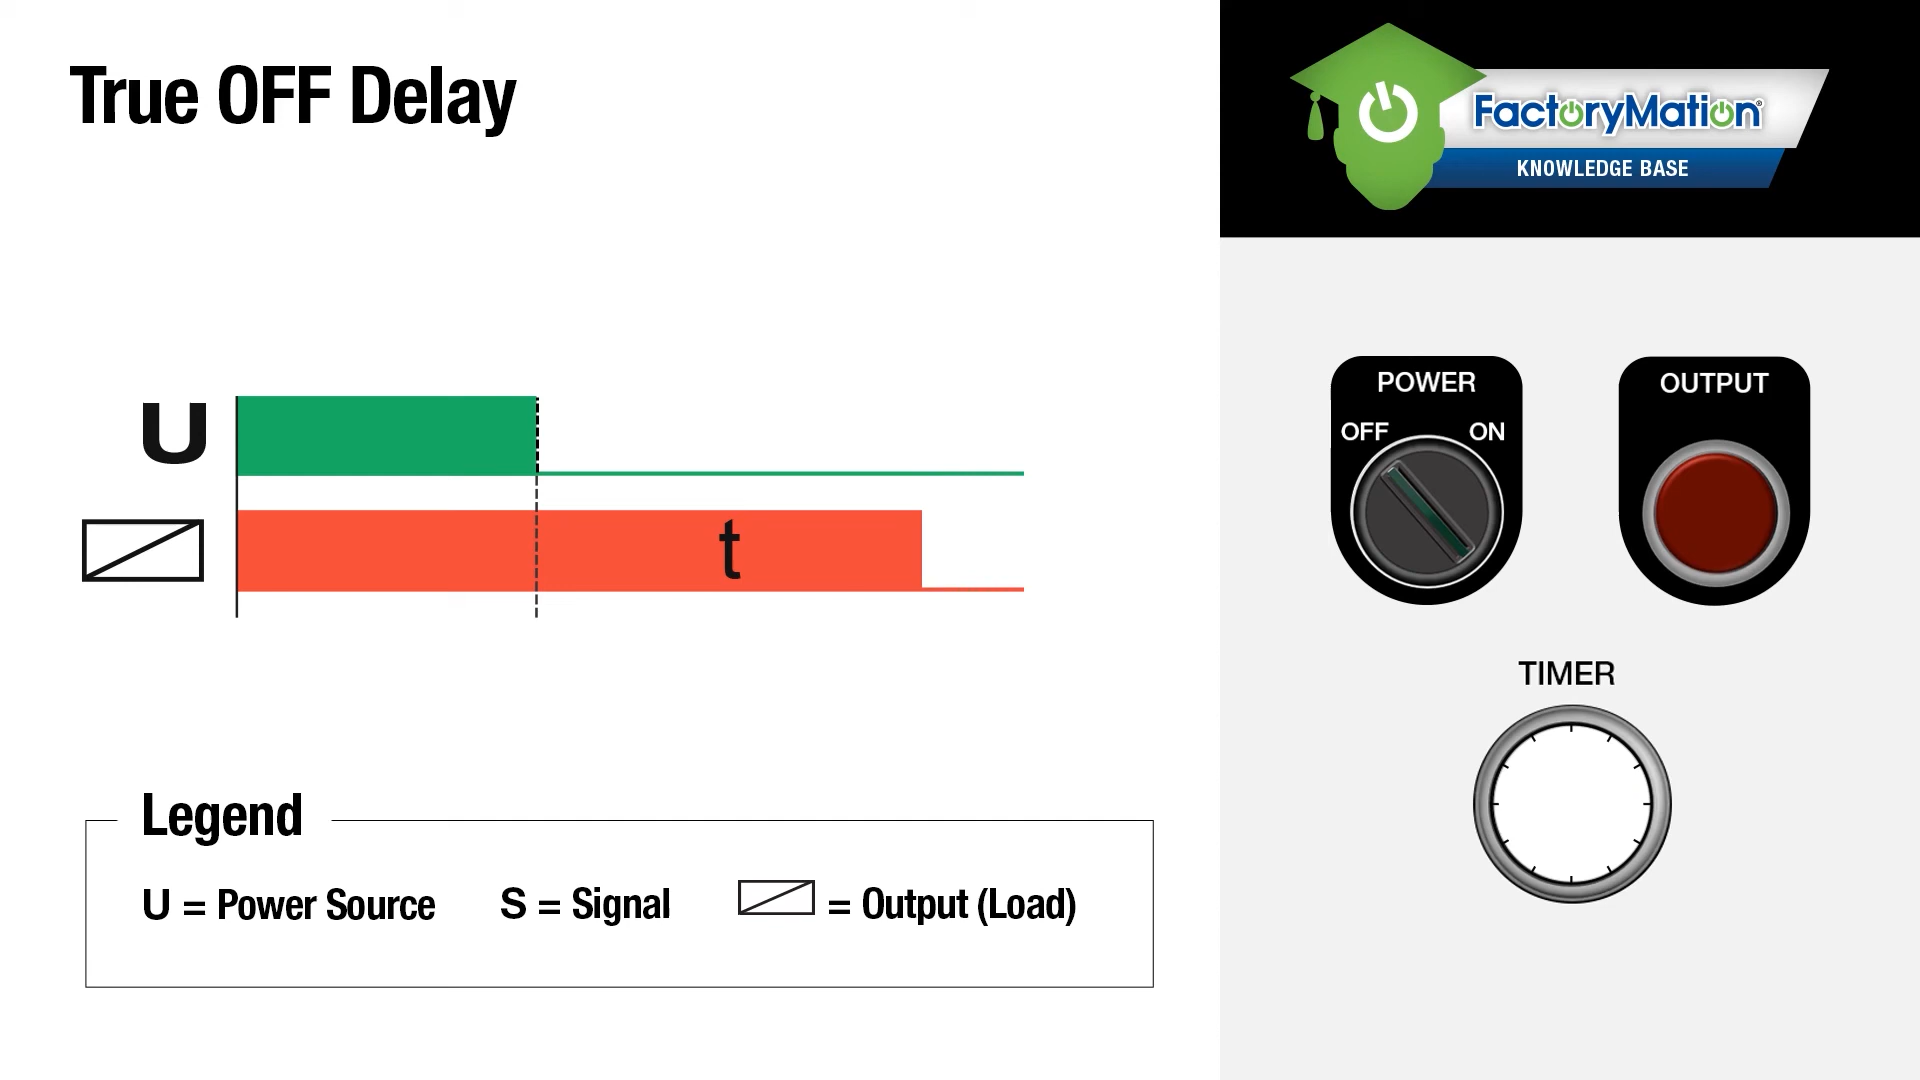 True OFF Delay
FactoryMation®
KNOWLEDGE BASE
U
t
POWER
OFF ON
OUTPUT
TIMER
Legend
U = Power Source S = Signal = Output (Load)